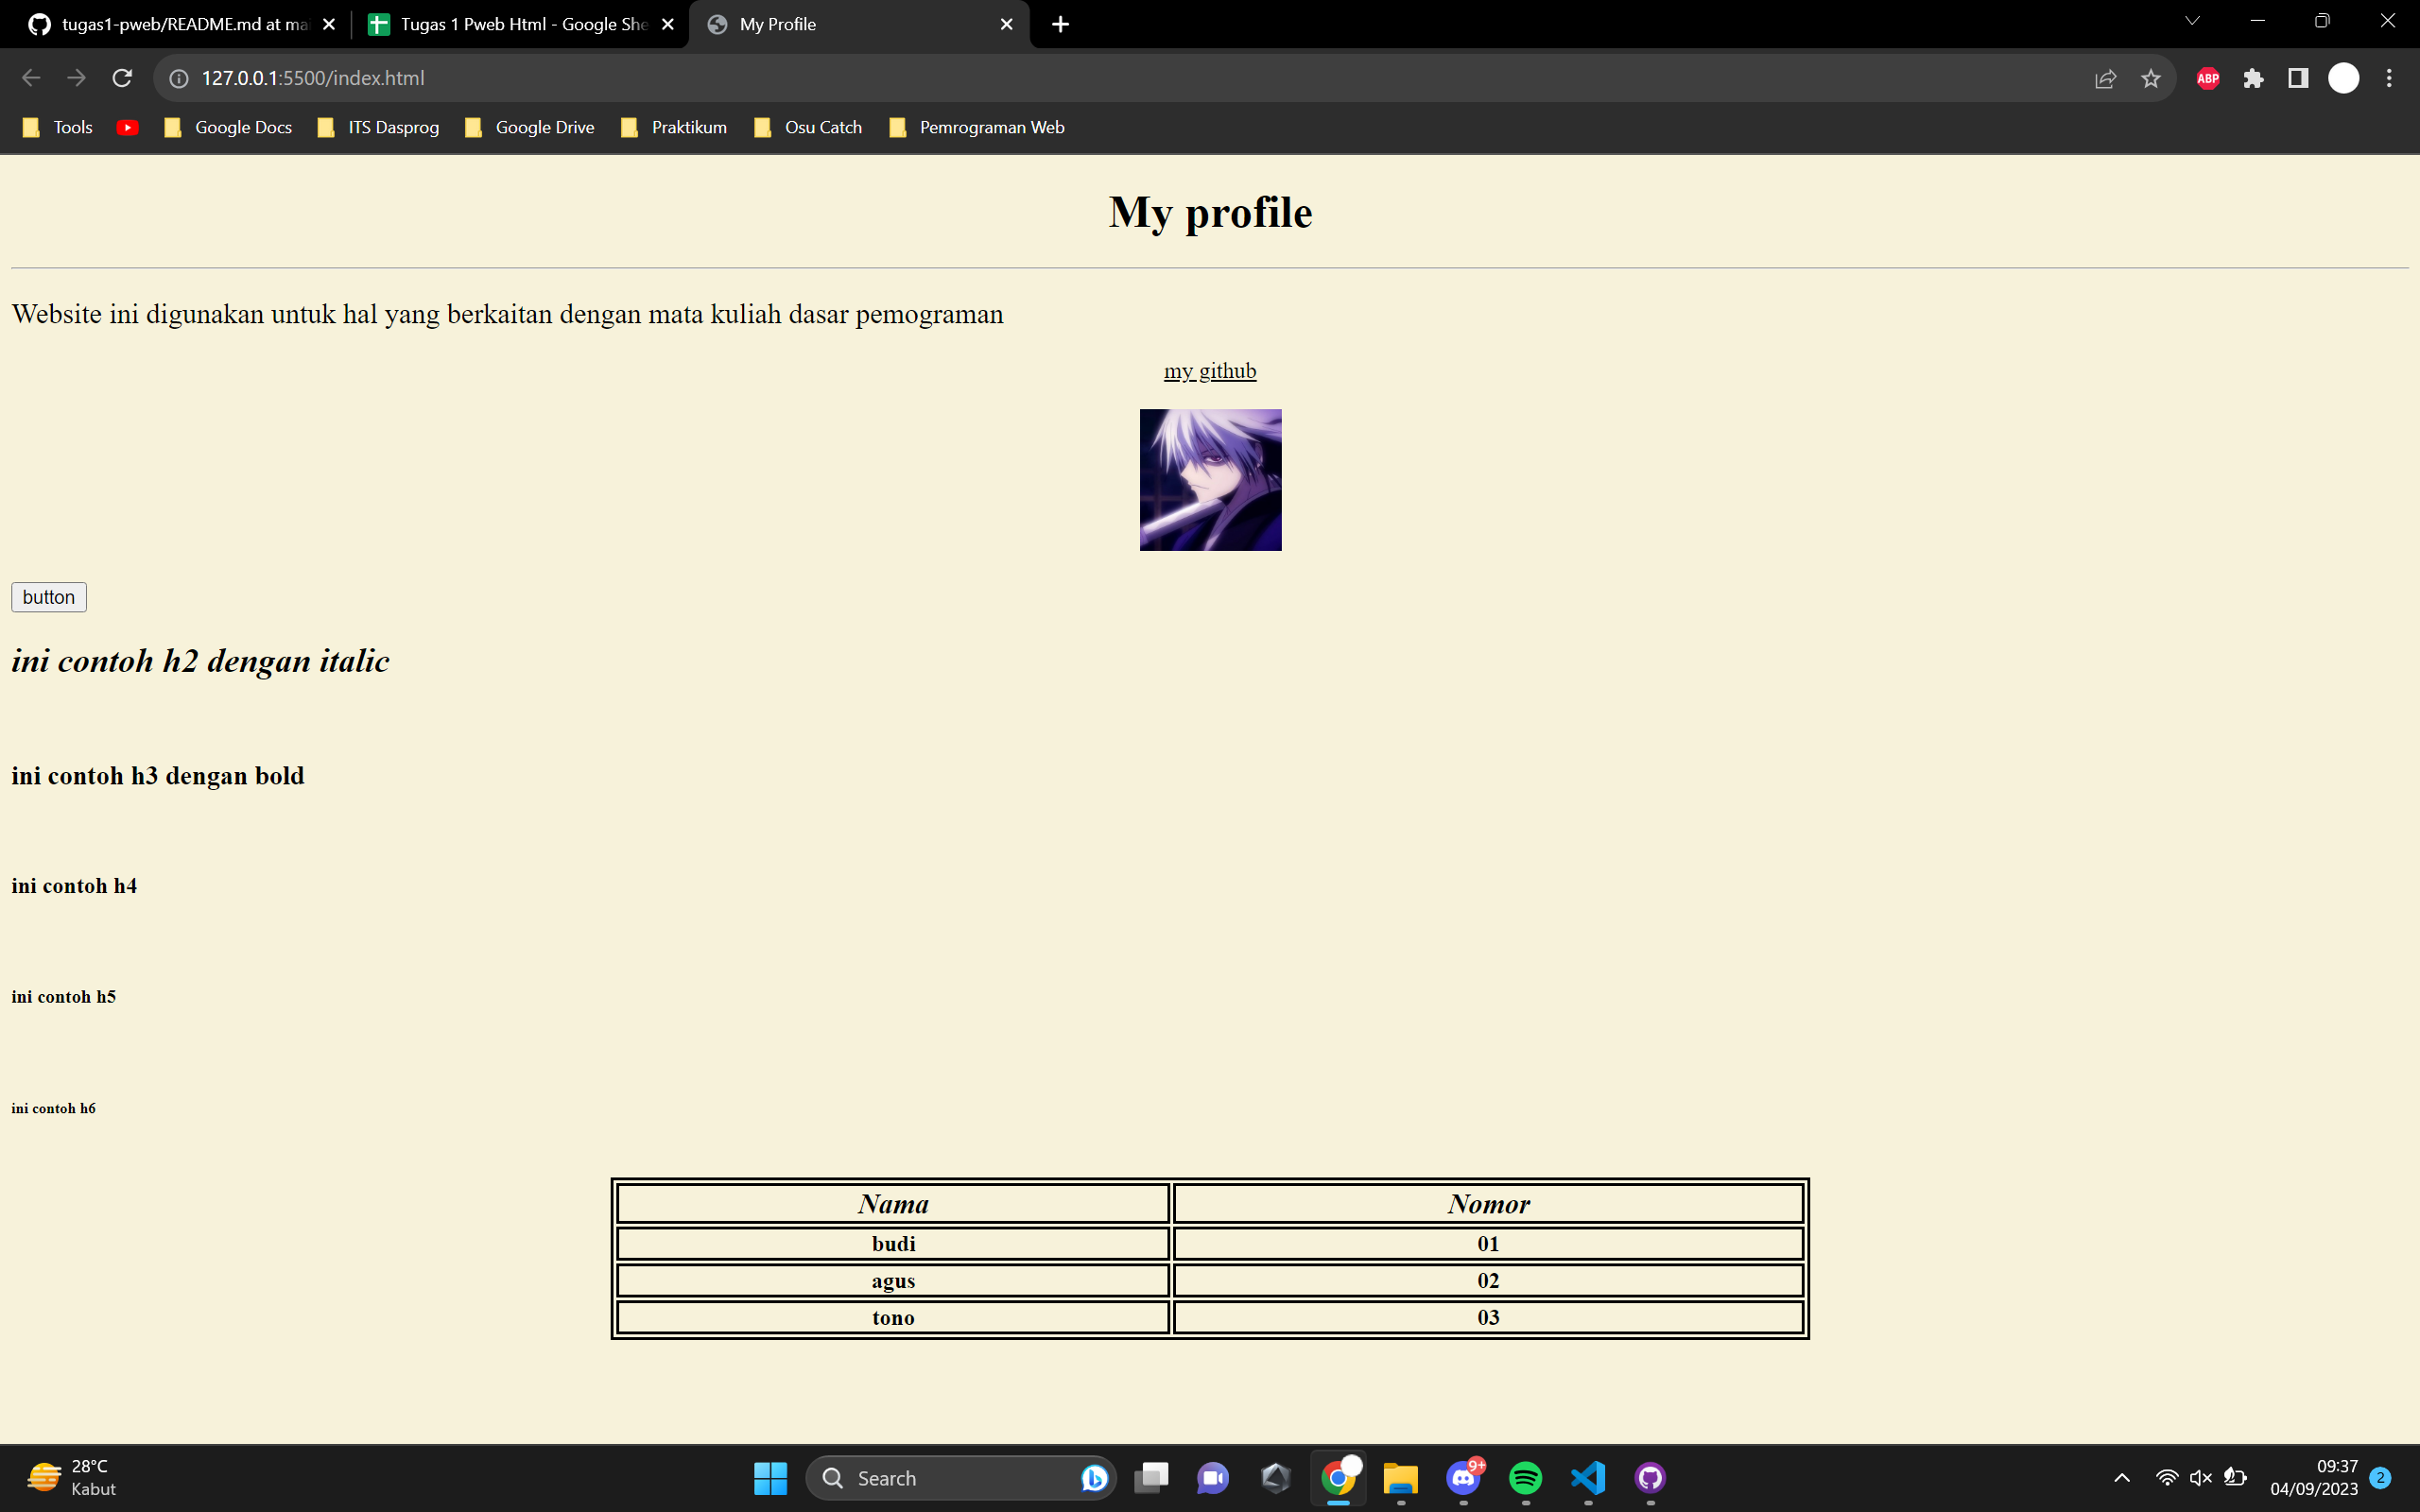 tugas1-pweb/README.md at mai
Tugas 1 Pweb Html - Google She
My Profile
127.0.0.1:5500/index.html
ABP
Tools
Google Docs
ITS Dasprog
Google Drive
Praktikum
Osu Catch
Pemrograman Web
My profile
Website ini digunakan untuk hal yang berkaitan dengan mata kuliah dasar pemograman
my github
button
ini contoh h2 dengan italic
ini contoh h3 dengan bold
ini contoh h4
ini contoh h5
ini contoh h6
Nama Nomor
budi 01
agus 02
tono 03
28°C
Kabut
Search
9+
09:37
04/09/2023
2